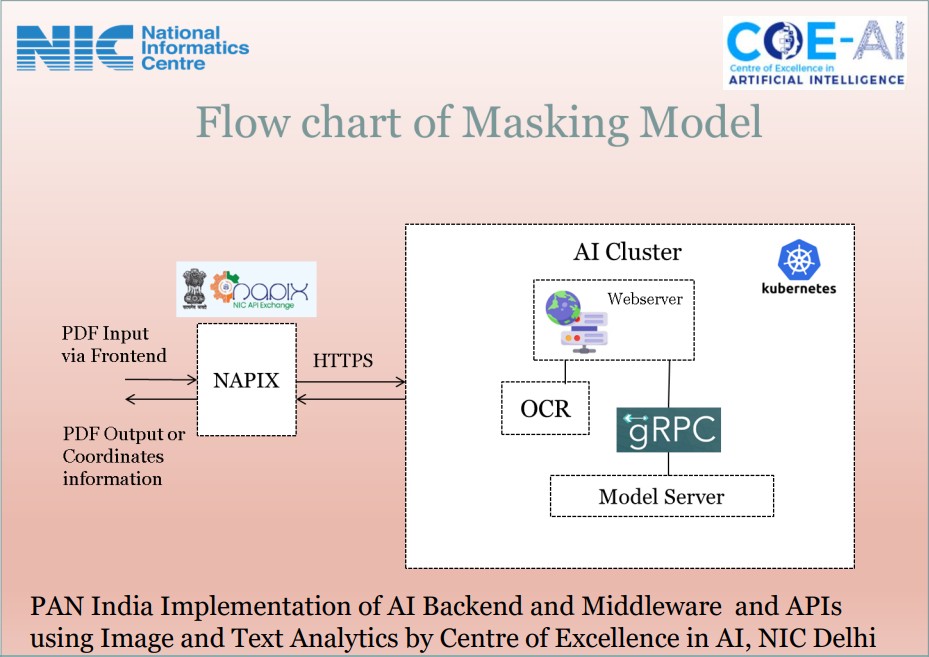 NIC National
Informatics
Centre
COE-AI
Centre of Excellence in
ARTIFICIAL INTELLIGENCE
Flow chart of Masking Model
AI Cluster
kubernetes
Webserver
napix
NIC API Exchange
PDF Input
via Frontend
HTTPS
NAPIX
OCR
gRPC
PDF Output or
Coordinates
information
Model Server
PAN India Implementation of AI Backend and Middleware and APIs
using Image and Text Analytics by Centre of Excellence in AI, NIC Delhi